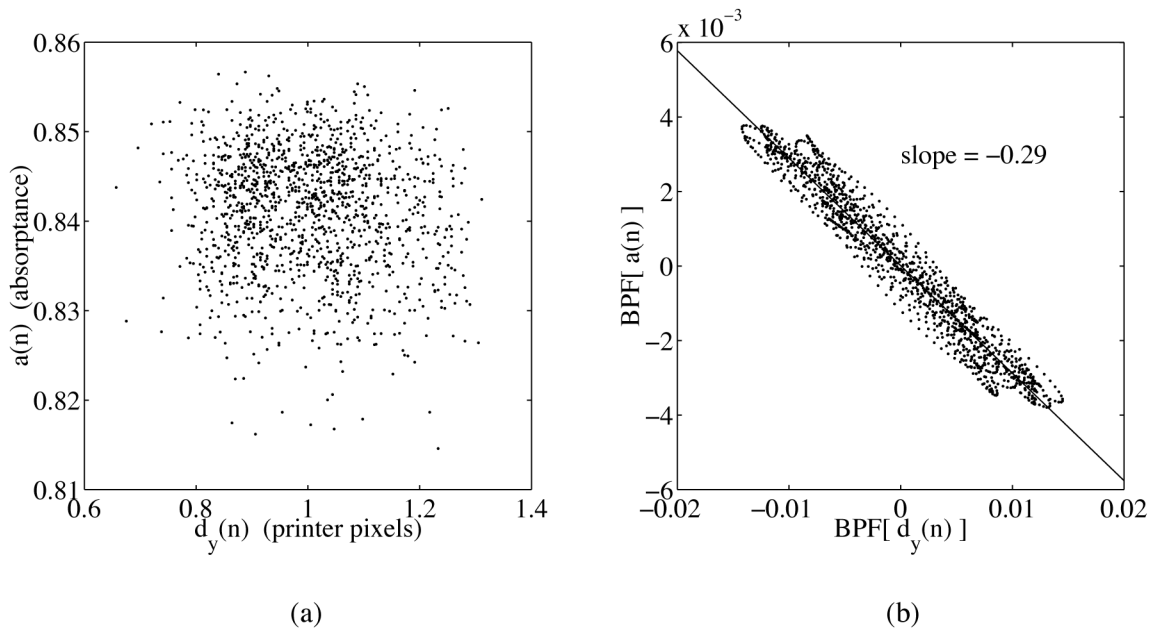 0.86
0.85
0.84
0.83
0.82
0.81
a(n) (absorptance)
0.6 0.8 1 1.2 1.4
d_y(n) (printer pixels)
(a)
x 10^−3
6
4
2
0
−2
−4
−6
BPF[ a(n) ]
slope = −0.29
−0.02 −0.01 0 0.01 0.02
BPF[ d_y(n) ]
(b)